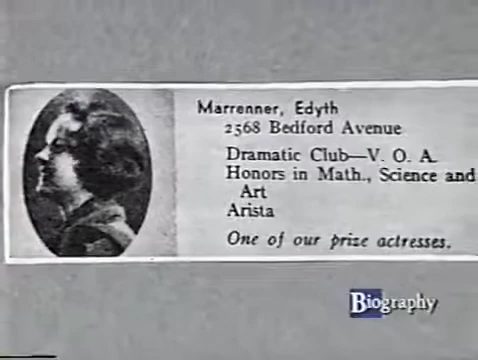 Marrenner, Edyth
2568 Bedford Avenue
Dramatic Club—V. O. A.
Honors in Math., Science and
Art
Arista
One of our prize actresses.
Biography